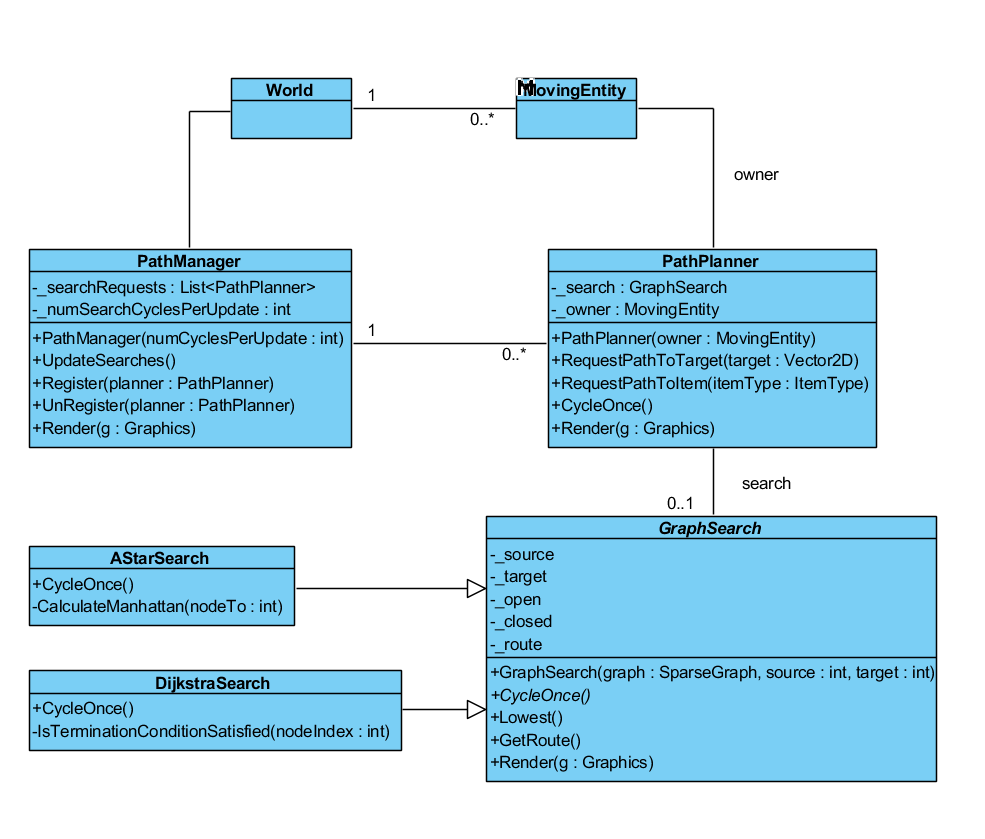 World
1
0..*
MovingEntity
owner
PathManager
-_searchRequests : List<PathPlanner>
-_numSearchCyclesPerUpdate : int
+PathManager(numCyclesPerUpdate : int)
+UpdateSearches()
+Register(planner : PathPlanner)
+UnRegister(planner : PathPlanner)
+Render(g : Graphics)
1
0..*
PathPlanner
-_search : GraphSearch
-_owner : MovingEntity
+PathPlanner(owner : MovingEntity)
+RequestPathToTarget(target : Vector2D)
+RequestPathToItem(itemType : ItemType)
+CycleOnce()
+Render(g : Graphics)
search
0..1
GraphSearch
-_source
-_target
-_open
-_closed
-_route
+GraphSearch(graph : SparseGraph, source : int, target : int)
+CycleOnce()
+Lowest()
+GetRoute()
+Render(g : Graphics)
AStarSearch
+CycleOnce()
-CalculateManhattan(nodeTo : int)
DijkstraSearch
+CycleOnce()
-IsTerminationConditionSatisfied(nodeIndex : int)